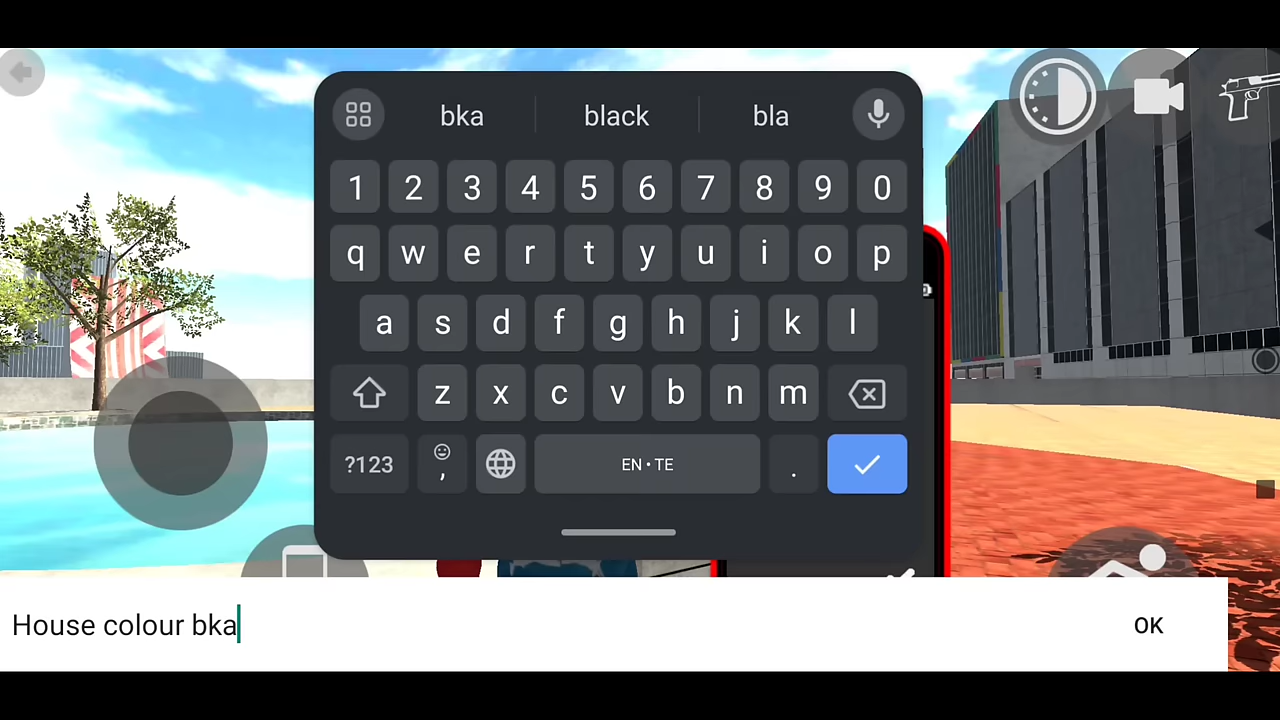 bka black bla
1 2 3 4 5 6 7 8 9 0
q w e r t y u i o p
a s d f g h j k l
z x c v b n m
?123 , EN • TE .
House colour bka OK